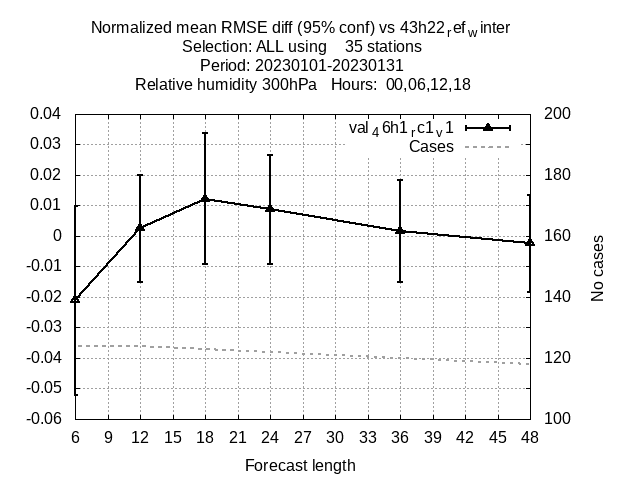 Normalized mean RMSE diff (95% conf) vs 43h22refwinter
Selection: ALL using    35 stations
Period: 20230101-20230131
Relative humidity 300hPa   Hours:  00,06,12,18
val46h1rc1v1
Cases
0.04
0.03
0.02
0.01
0
-0.01
-0.02
-0.03
-0.04
-0.05
-0.06
200
180
160
140
120
100
No cases
6 9 12 15 18 21 24 27 30 33 36 39 42 45 48
Forecast length